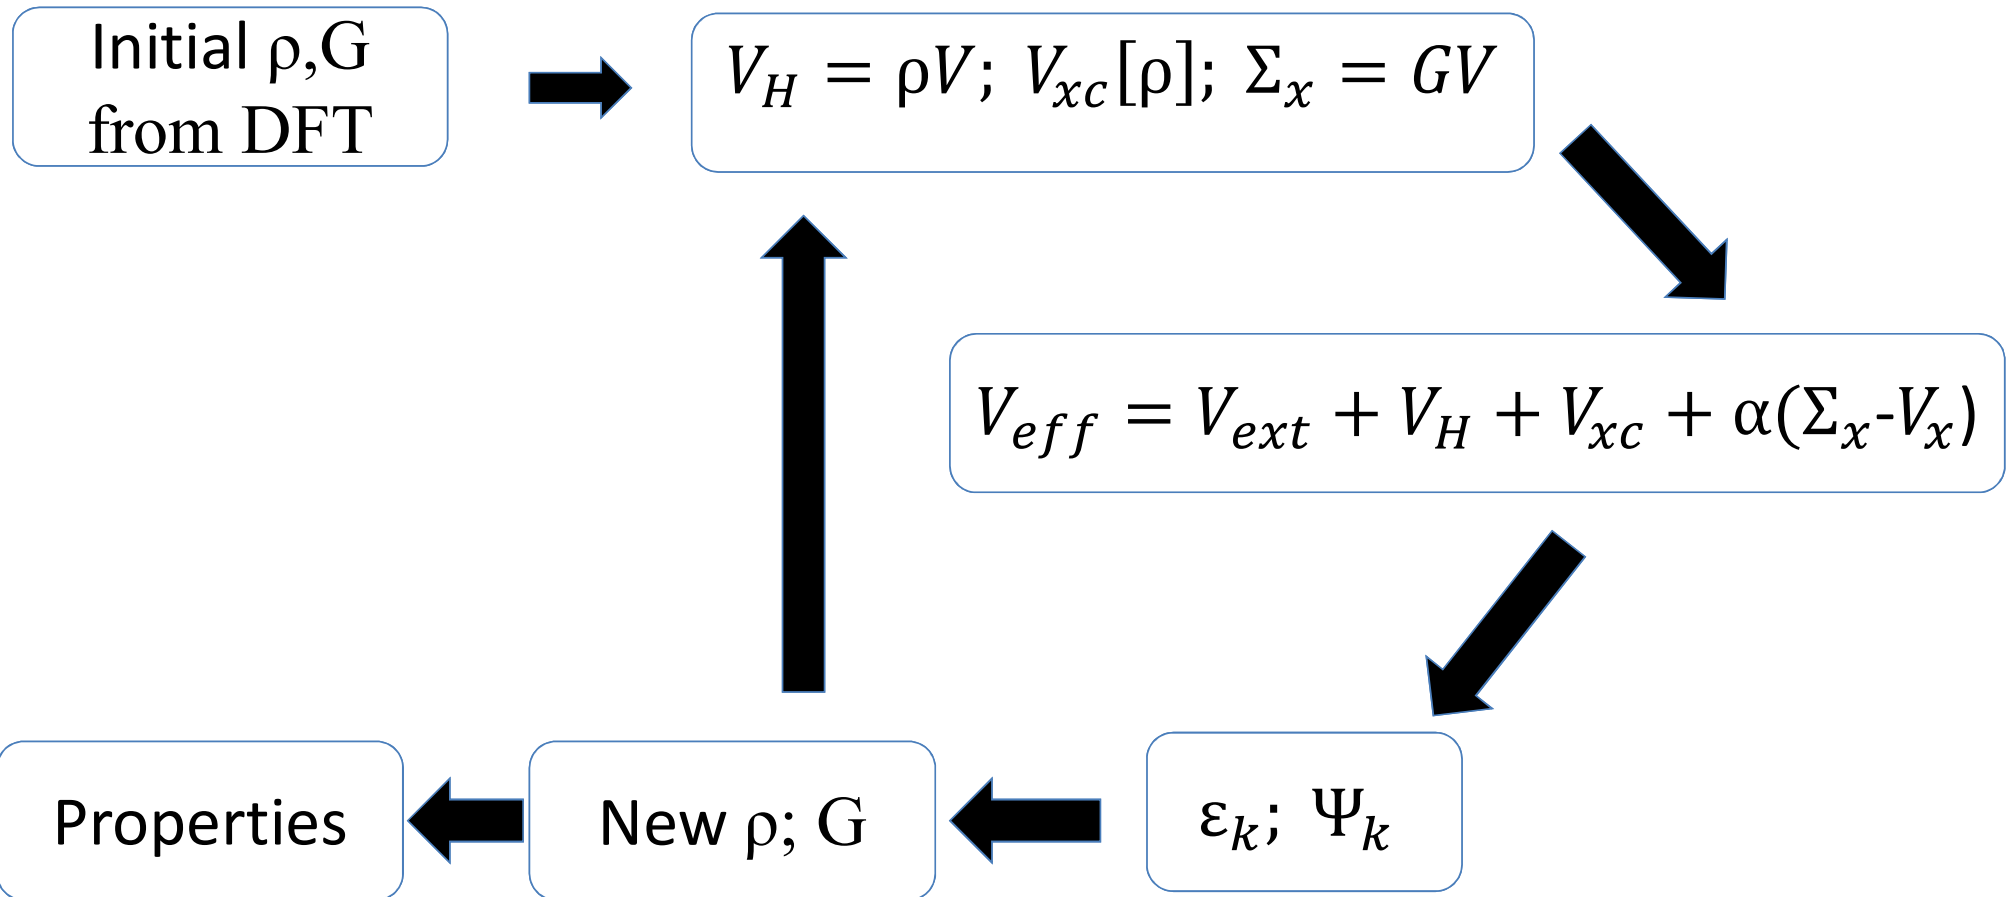 Initial ρ,G
from DFT
V_H = ρV; V_xc[ρ]; Σ_x = GV
V_eff = V_ext + V_H + V_xc + α(Σ_x-V_x)
ε_k; Ψ_k
New ρ; G
Properties